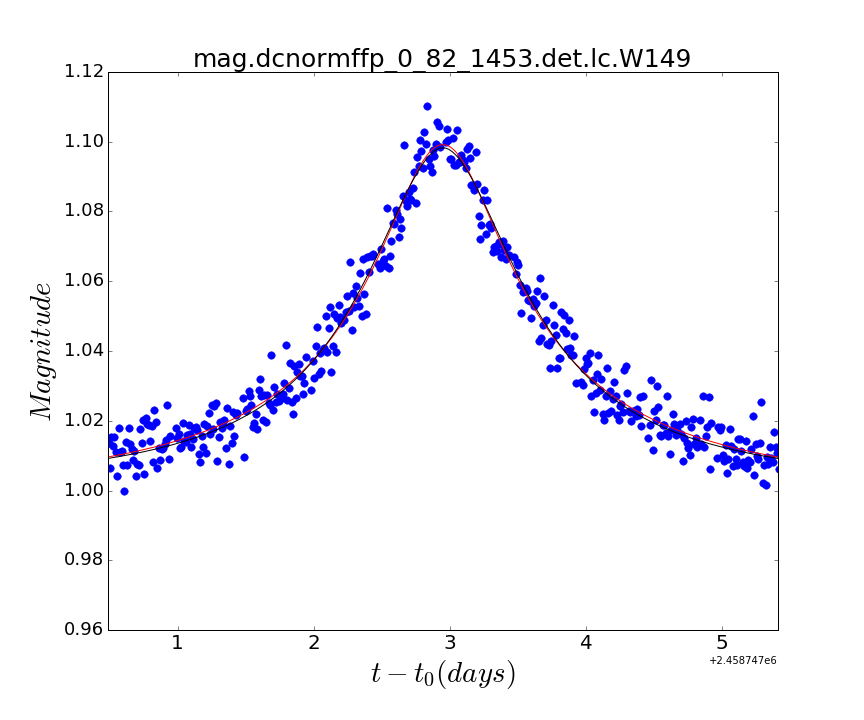 mag.dcnormffp_0_82_1453.det.lc.W149
1.12
1.10
1.08
1.06
1.04
1.02
1.00
0.98
0.96
Magnitude
1 2 3 4 5
+2.458747e6
t − t₀(days)